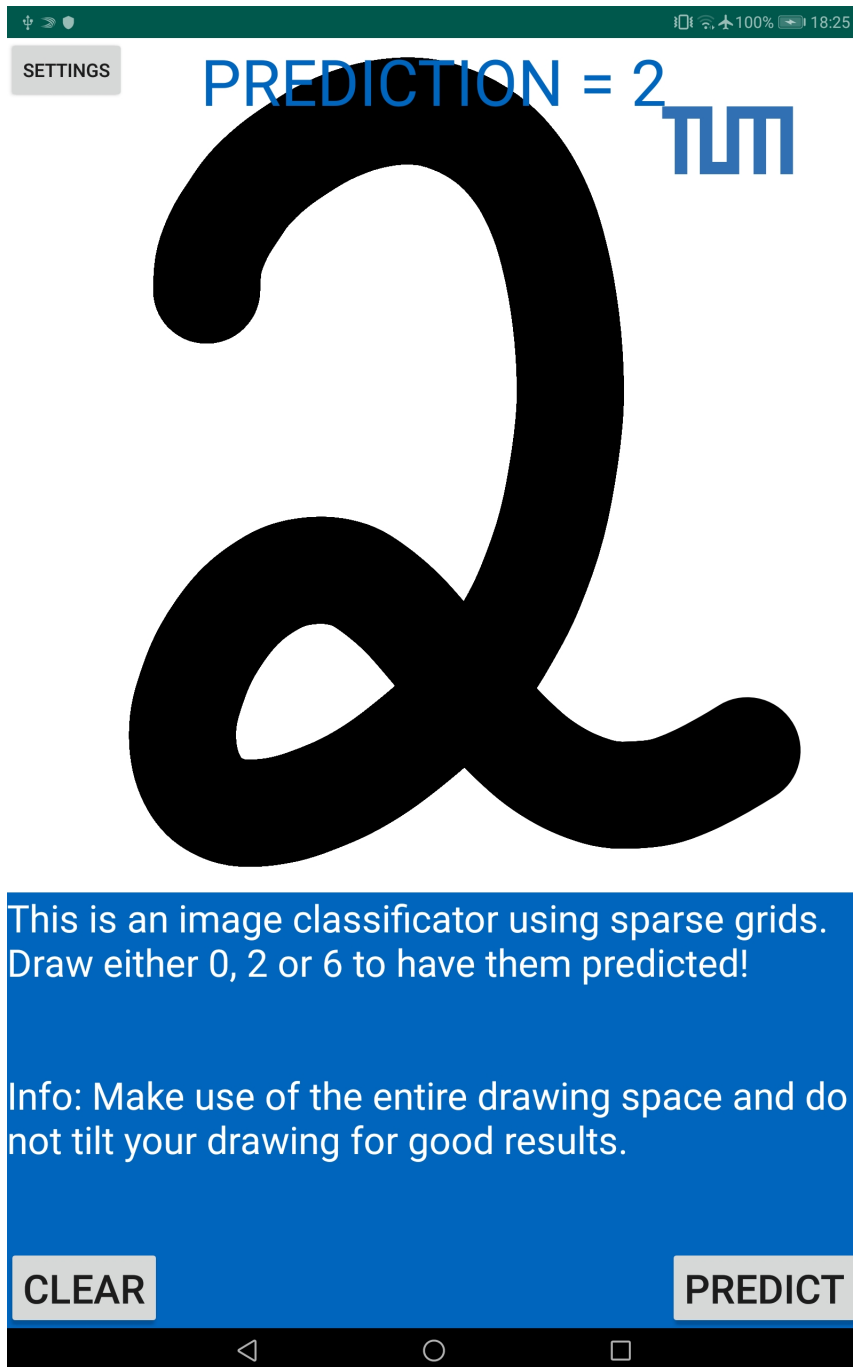 100% 18:25
SETTINGS
PREDICTION = 2
TUM
2
This is an image classificator using sparse grids.
Draw either 0, 2 or 6 to have them predicted!
Info: Make use of the entire drawing space and do
not tilt your drawing for good results.
CLEAR
PREDICT